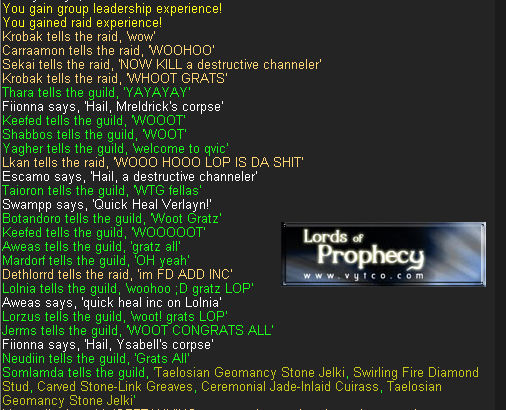 You gain group leadership experience!
You gained raid experience!
Krobak tells the raid, 'wow'
Carraamon tells the raid, 'WOOHOO'
Sekai tells the raid, 'NOW KILL a destructive channeler'
Krobak tells the raid, 'WHOOT GRATS'
Thara tells the guild, 'YAYAYAY'
Fiionna says, 'Hail, Mreldrick's corpse'
Keefed tells the guild, 'WOOOT'
Shabbos tells the guild, 'WOOT'
Yagher tells the guild, 'welcome to qvic'
Lkan tells the raid, 'WOOO HOOO LOP IS DA SHIT'
Escamo says, 'Hail, a destructive channeler'
Taioron tells the guild, 'WTG fellas'
Swampp says, 'Quick Heal Verlayn!'
Botandoro tells the guild, 'Woot Gratz'
Keefed tells the guild, 'WOOOOOT'
Aweas tells the guild, 'gratz all'
Mardorf tells the guild, 'OH yeah'
Dethlorrd tells the raid, 'im FD ADD INC'
Lolnia tells the guild, 'woohoo ;D gratz LOP'
Aweas says, 'quick heal inc on Lolnia'
Lorzus tells the guild, 'woot! grats LOP'
Jerms tells the guild, 'WOOT CONGRATS ALL'
Fiionna says, 'Hail, Ysabell's corpse'
Neudiin tells the guild, 'Grats All'
Somlamda tells the guild, 'Taelosian Geomancy Stone Jelki, Swirling Fire Diamond
Stud, Carved Stone-Link Greaves, Ceremonial Jade-Inlaid Cuirass, Taelosian
Geomancy Stone Jelki'
Lords of
Prophecy
www.vytco.com